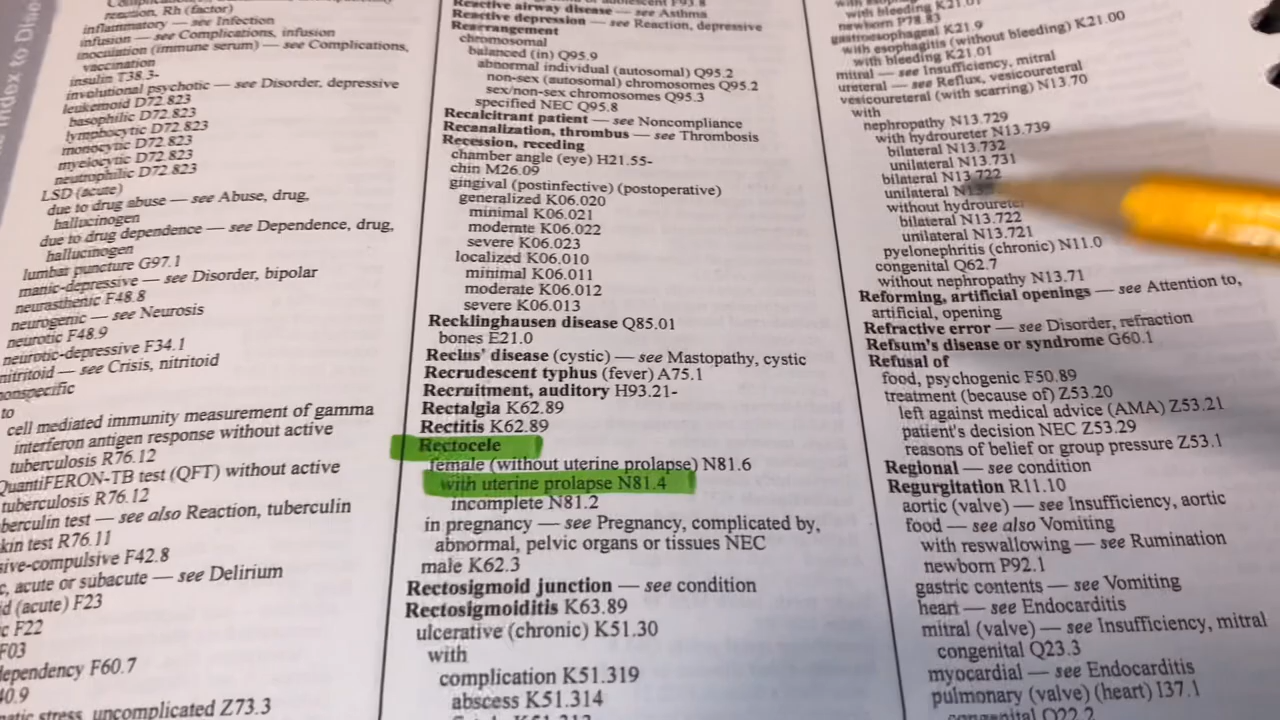 Index to Dise
reaction, Rh (factor)
inflammatory — see Infection
infusion — see Complications, infusion
inoculation (immune serum) — see Complications,
vaccination
insulin T38.3-
involutional psychotic — see Disorder, depressive
leukemoid D72.823
basophilic D72.823
lymphocytic D72.823
monocytic D72.823
myelocytic D72.823
neutrophilic D72.823
LSD (acute)
due to drug abuse — see Abuse, drug,
hallucinogen
due to drug dependence — see Dependence, drug,
hallucinogen
lumbar puncture G97.1
manic-depressive — see Disorder, bipolar
neurasthenic F48.8
neurogenic — see Neurosis
neurotic F48.9
neurotic-depressive F34.1
nitritoid — see Crisis, nitritoid
nonspecific
to
cell mediated immunity measurement of gamma
interferon antigen response without active
tuberculosis R76.12
QuantiFERON-TB test (QFT) without active
tuberculosis R76.12
berculin test — see also Reaction, tuberculin
kin test R76.11
sive-compulsive F42.8
c, acute or subacute — see Delirium
id (acute) F23
c F22
F03
dependency F60.7
40.9
matic stress, uncomplicated Z73.3
Reactive airway disease — see Asthma
Reactive depression — see Reaction, depressive
Rearrangement
chromosomal
balanced (in) Q95.9
abnormal individual (autosomal) Q95.2
non-sex (autosomal) chromosomes Q95.2
sex/non-sex chromosomes Q95.3
specified NEC Q95.8
Recalcitrant patient — see Noncompliance
Recanalization, thrombus — see Thrombosis
Recession, receding
chamber angle (eye) H21.55-
chin M26.09
gingival (postinfective) (postoperative)
generalized K06.020
minimal K06.021
moderate K06.022
severe K06.023
localized K06.010
minimal K06.011
moderate K06.012
severe K06.013
Recklinghausen disease Q85.01
bones E21.0
Reclus' disease (cystic) — see Mastopathy, cystic
Recrudescent typhus (fever) A75.1
Recruitment, auditory H93.21-
Rectalgia K62.89
Rectitis K62.89
Rectocele
female (without uterine prolapse) N81.6
with uterine prolapse N81.4
incomplete N81.2
in pregnancy — see Pregnancy, complicated by,
abnormal, pelvic organs or tissues NEC
male K62.3
Rectosigmoid junction — see condition
Rectosigmoiditis K63.89
ulcerative (chronic) K51.30
with
complication K51.319
abscess K51.314
with bleeding K21.01
newborn P78.83
gastroesophageal K21.9
with esophagitis (without bleeding) K21.00
with bleeding K21.01
mitral — see Insufficiency, mitral
ureteral — see Reflux, vesicoureteral
vesicoureteral (with scarring) N13.70
with
nephropathy N13.729
with hydroureter N13.739
bilateral N13.732
unilateral N13.731
bilateral N13.722
unilateral
without hydroureter
bilateral N13.722
unilateral N13.721
pyelonephritis (chronic) N11.0
congenital Q62.7
without nephropathy N13.71
Reforming, artificial openings — see Attention to,
artificial, opening
Refractive error — see Disorder, refraction
Refsum's disease or syndrome G60.1
Refusal of
food, psychogenic F50.89
treatment (because of) Z53.20
left against medical advice (AMA) Z53.21
patient's decision NEC Z53.29
reasons of belief or group pressure Z53.1
Regional — see condition
Regurgitation R11.10
aortic (valve) — see Insufficiency, aortic
food — see also Vomiting
with reswallowing — see Rumination
newborn P92.1
gastric contents — see Vomiting
heart — see Endocarditis
mitral (valve) — see Insufficiency, mitral
congenital Q23.3
myocardial — see Endocarditis
pulmonary (valve) (heart) I37.1
congenital Q22.2